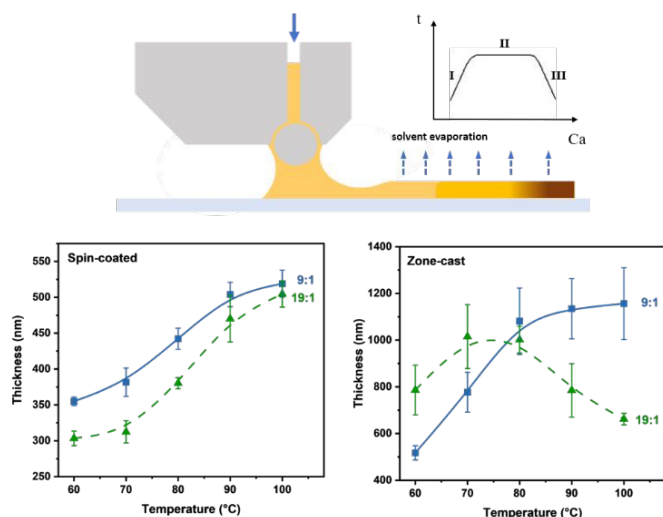 t
II
I
III
Ca
solvent evaporation
Spin-coated
9:1
19:1
Thickness (nm)
550
500
450
400
350
300
250
60 70 80 90 100
Temperature (°C)
Zone-cast
9:1
19:1
Thickness (nm)
1400
1200
1000
800
600
400
60 70 80 90 100
Temperature (°C)